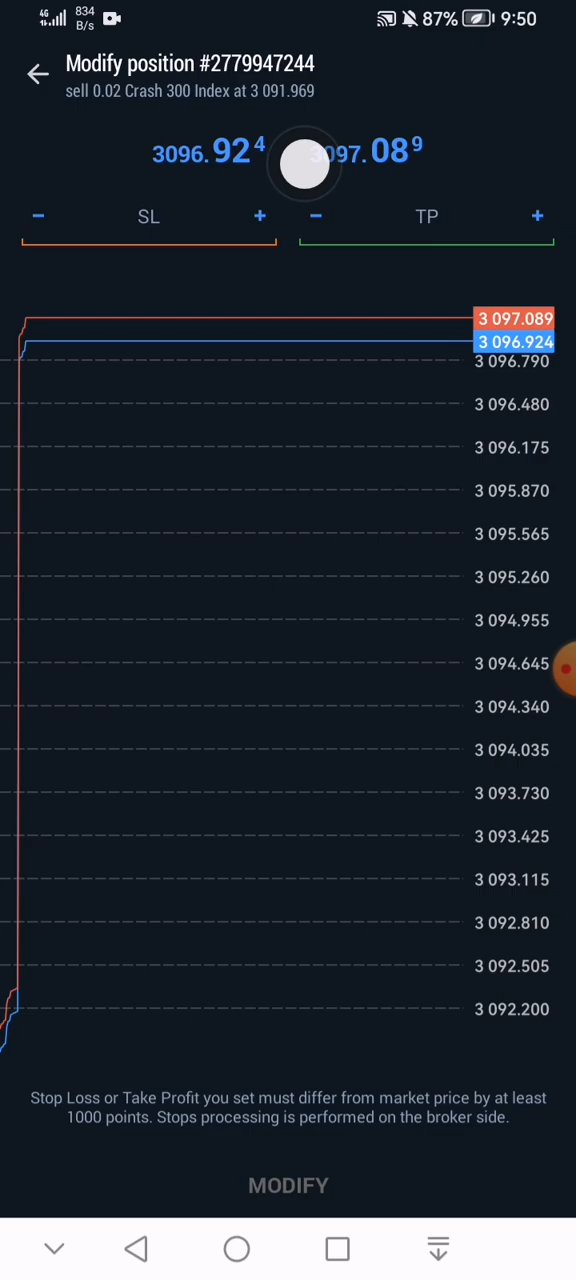 4G 834 B/s 87% 9:50
Modify position #2779947244
sell 0.02 Crash 300 Index at 3 091.969
3096.924 097.089
− SL + − TP +
3 097.089
3 096.924
3 096.790
3 096.480
3 096.175
3 095.870
3 095.565
3 095.260
3 094.955
3 094.645
3 094.340
3 094.035
3 093.730
3 093.425
3 093.115
3 092.810
3 092.505
3 092.200
Stop Loss or Take Profit you set must differ from market price by at least
1000 points. Stops processing is performed on the broker side.
MODIFY